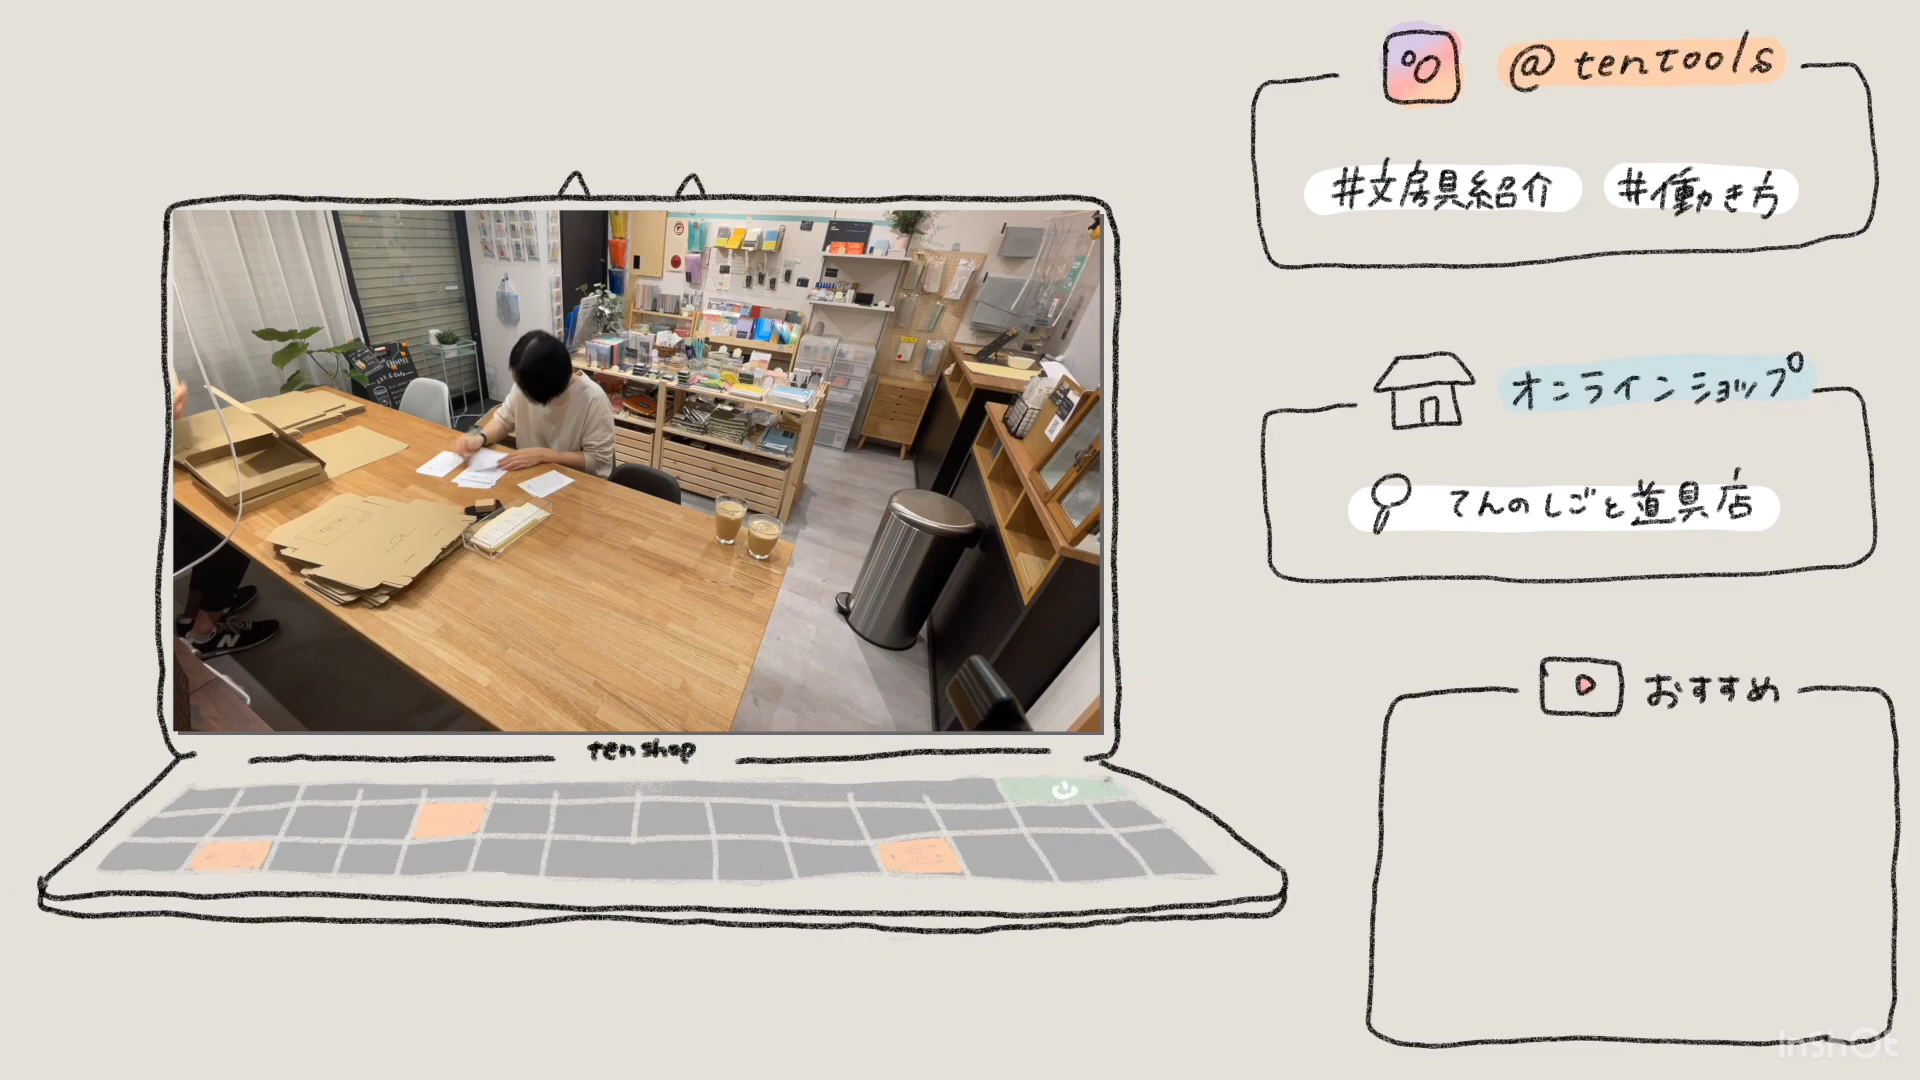 @tentools
#文房具紹介 #働き方
オンラインショップ
てんのしごと道具店
おすすめ
open
N
ten shop
InShOt